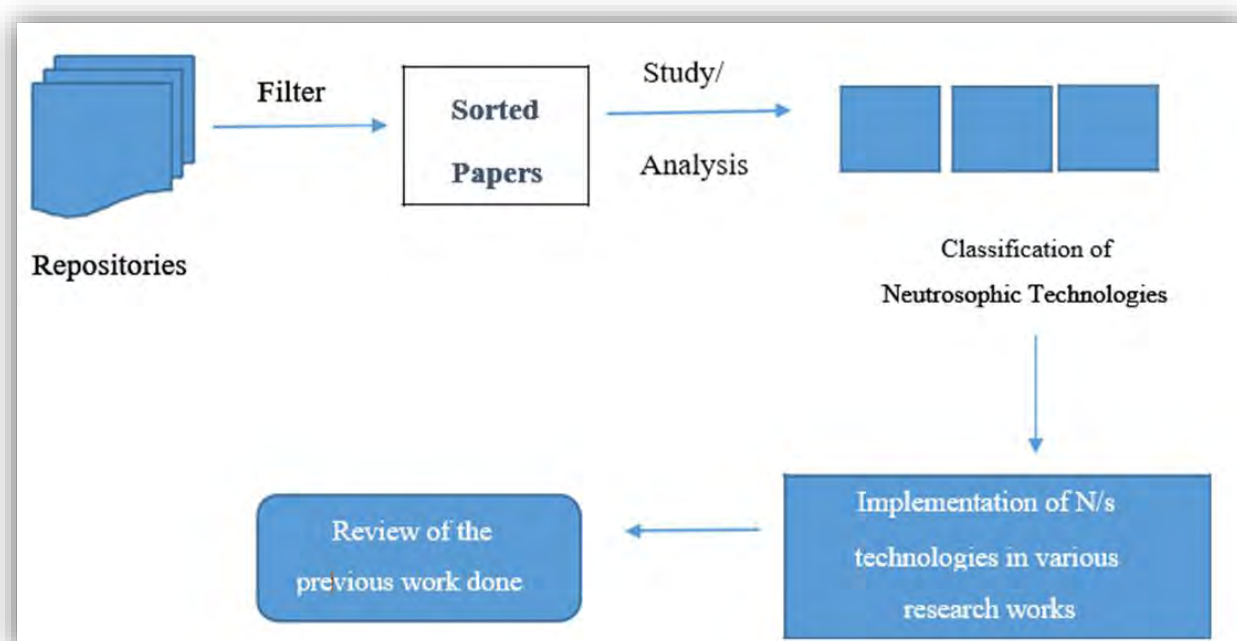 Repositories
Filter
Sorted
Papers
Study/
Analysis
Classification of
Neutrosophic Technologies
Implementation of N/s
technologies in various
research works
Review of the
previous work done